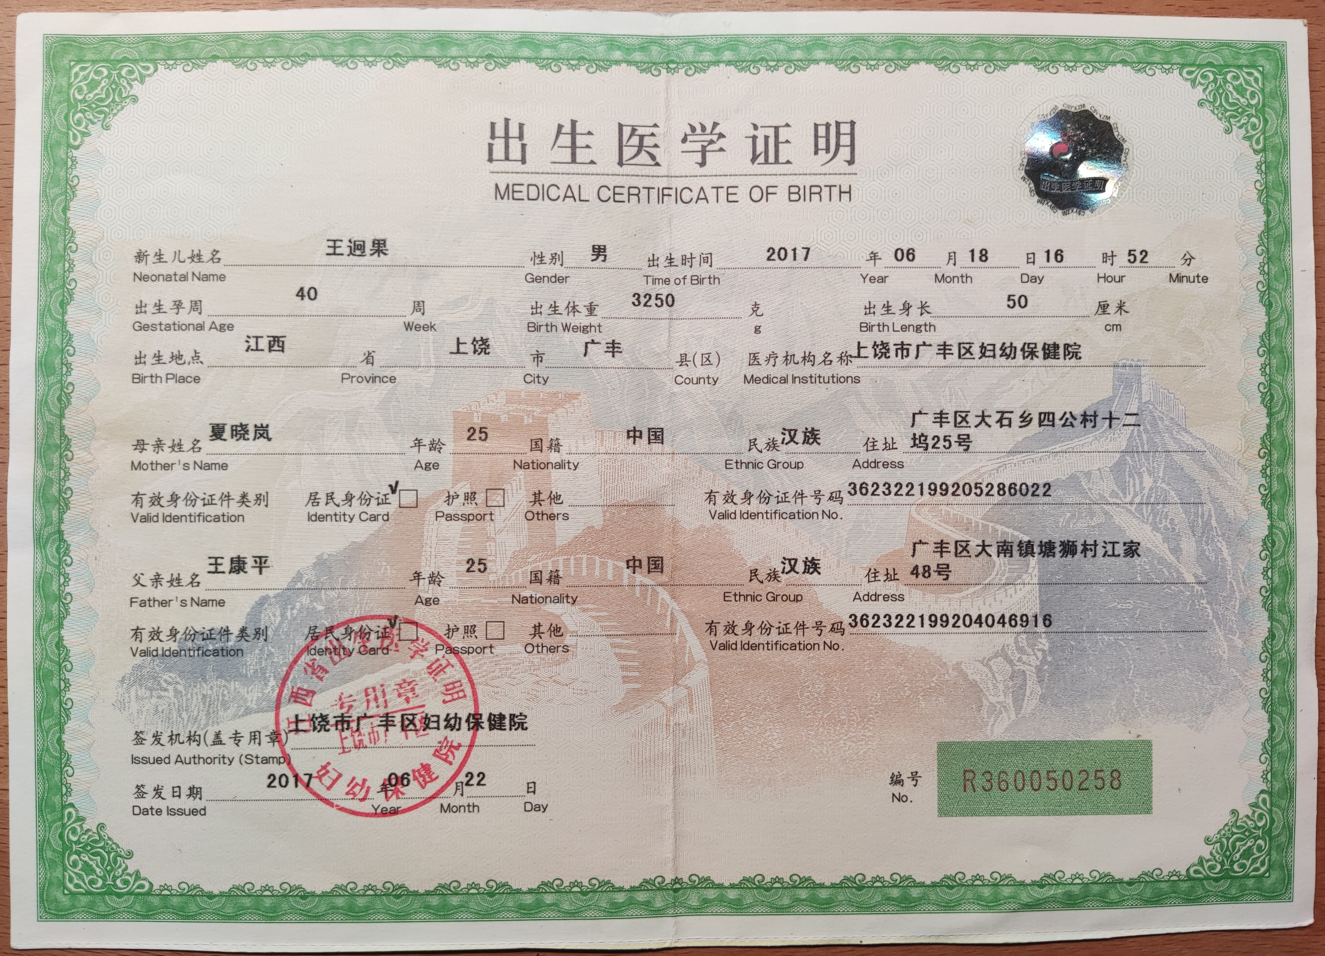 出生医学证明
MEDICAL CERTIFICATE OF BIRTH
出生医学证明
新生儿姓名 王迥果 性别 男 出生时间 2017 年 06 月 18 日 16 时 52 分
Neonatal Name Gender Time of Birth Year Month Day Hour Minute
出生孕周 40 周 出生体重 3250 克 出生身长 50 厘米
Gestational Age Week Birth Weight g Birth Length cm
出生地点 江西 省 上饶 市 广丰 县(区) 医疗机构名称 上饶市广丰区妇幼保健院
Birth Place Province City County Medical Institutions
母亲姓名 夏晓岚 年龄 25 国籍 中国 民族 汉族 住址 广丰区大石乡四公村十二
坞25号
Mother's Name Age Nationality Ethnic Group Address
有效身份证件类别 居民身份证 √ 护照 其他 有效身份证件号码 362322199205286022
Valid Identification Identity Card Passport Others Valid Identification No.
父亲姓名 王康平 年龄 25 国籍 中国 民族 汉族 住址 广丰区大南镇塘狮村江家
48号
Father's Name Age Nationality Ethnic Group Address
有效身份证件类别 居民身份证 √ 护照 其他 有效身份证件号码 362322199204046916
Valid Identification Identity Card Passport Others Valid Identification No.
江西省出生医学证明
专用章
上饶市广丰区
妇幼保健院
签发机构(盖专用章) 上饶市广丰区妇幼保健院
Issued Authority (Stamp)
签发日期 2017 年 06 月 22 日
Date Issued Year Month Day
编号 R360050258
No.